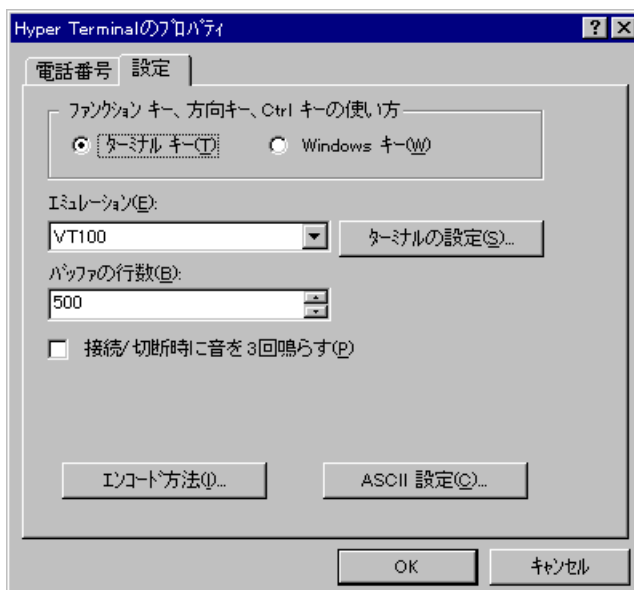 Hyper Terminalのﾌﾟﾛﾊﾟﾃｨ
電話番号 設定
ﾌｧﾝｸｼｮﾝ ｷｰ、方向ｷｰ、Ctrl ｷｰの使い方
ﾀｰﾐﾅﾙ ｷｰ(T) Windows ｷｰ(W)
ｴﾐｭﾚｰｼｮﾝ(E):
VT100 ﾀｰﾐﾅﾙの設定(S)...
ﾊﾞｯﾌｧの行数(B):
500
接続/切断時に音を3回鳴らす(P)
ｴﾝｺｰﾄﾞ方法(I)... ASCII 設定(C)...
OK ｷｬﾝｾﾙ